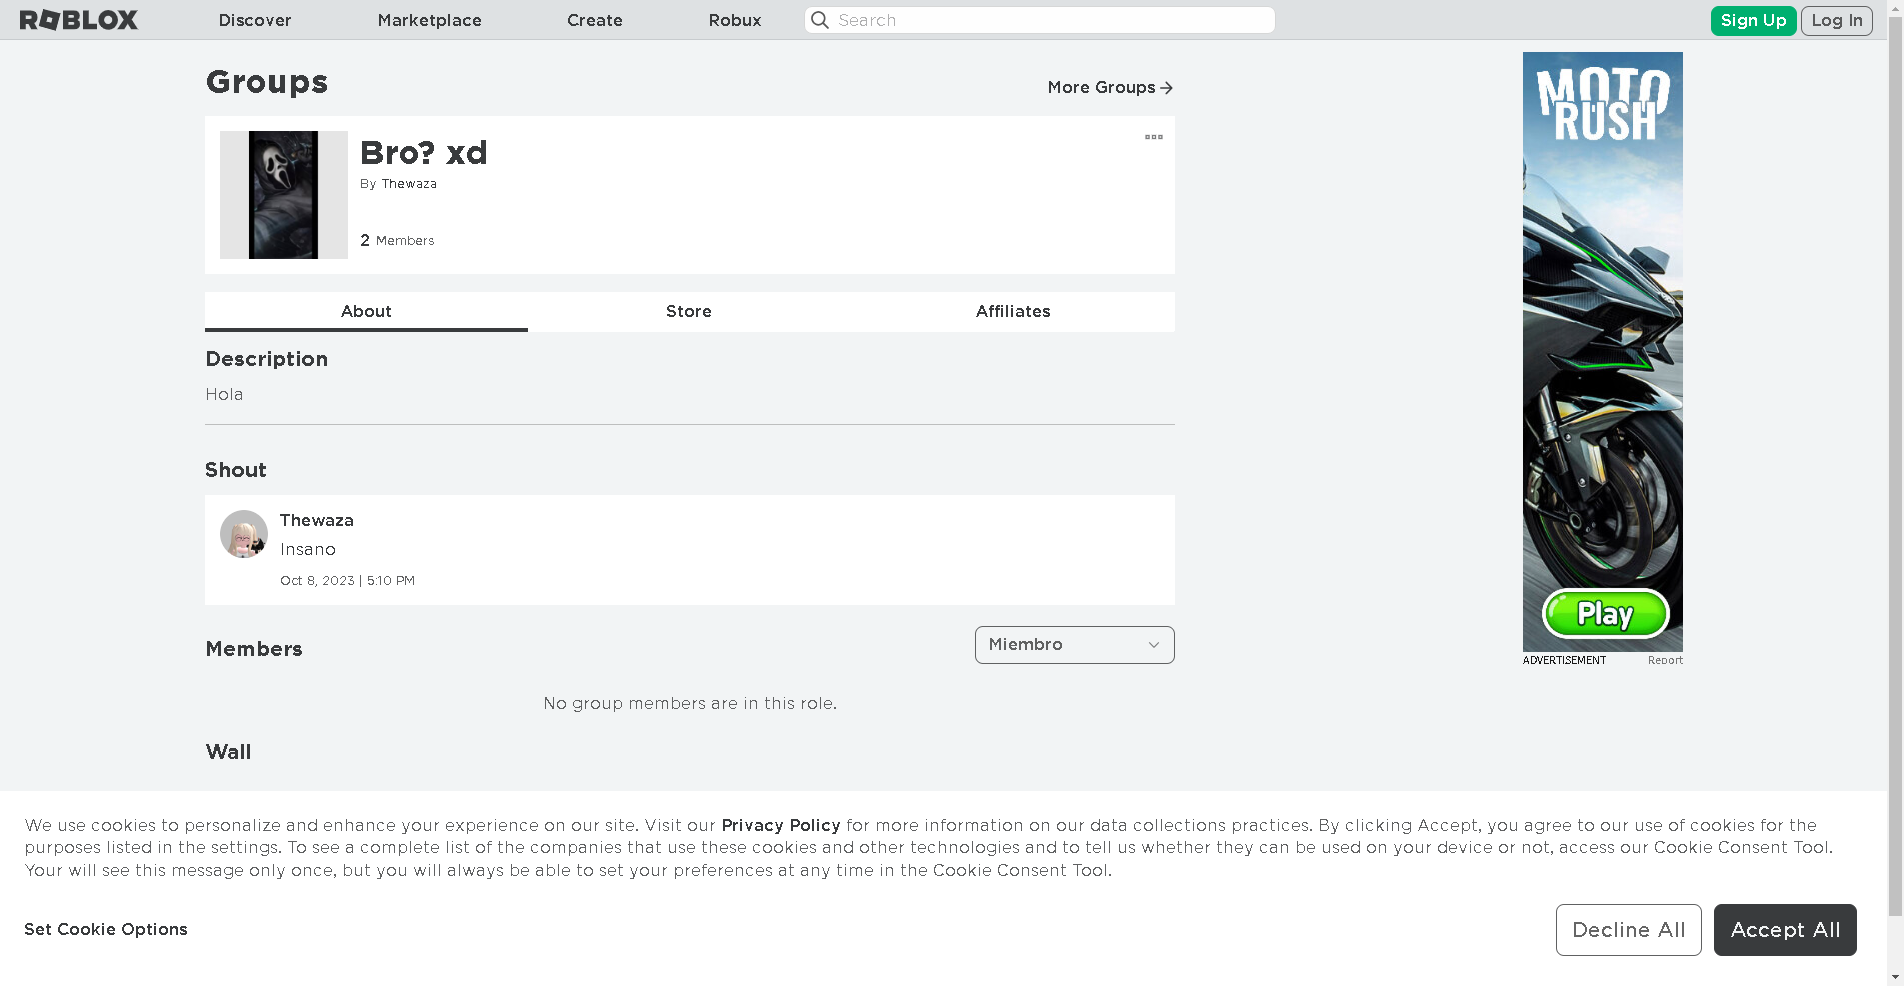 ROBLOX
Discover
Marketplace
Create
Robux
Search
Sign Up
Log In
Groups
More Groups
Bro? xd
By Thewaza
2 Members
About
Store
Affiliates
Description
Hola
Shout
Thewaza
Insano
Oct 8, 2023 | 5:10 PM
Members
Miembro
No group members are in this role.
Wall
MOTO
RUSH
Play
ADVERTISEMENT
Report
We use cookies to personalize and enhance your experience on our site. Visit our Privacy Policy for more information on our data collections practices. By clicking Accept, you agree to our use of cookies for the
purposes listed in the settings. To see a complete list of the companies that use these cookies and other technologies and to tell us whether they can be used on your device or not, access our Cookie Consent Tool.
Your will see this message only once, but you will always be able to set your preferences at any time in the Cookie Consent Tool.
Set Cookie Options
Decline All
Accept All